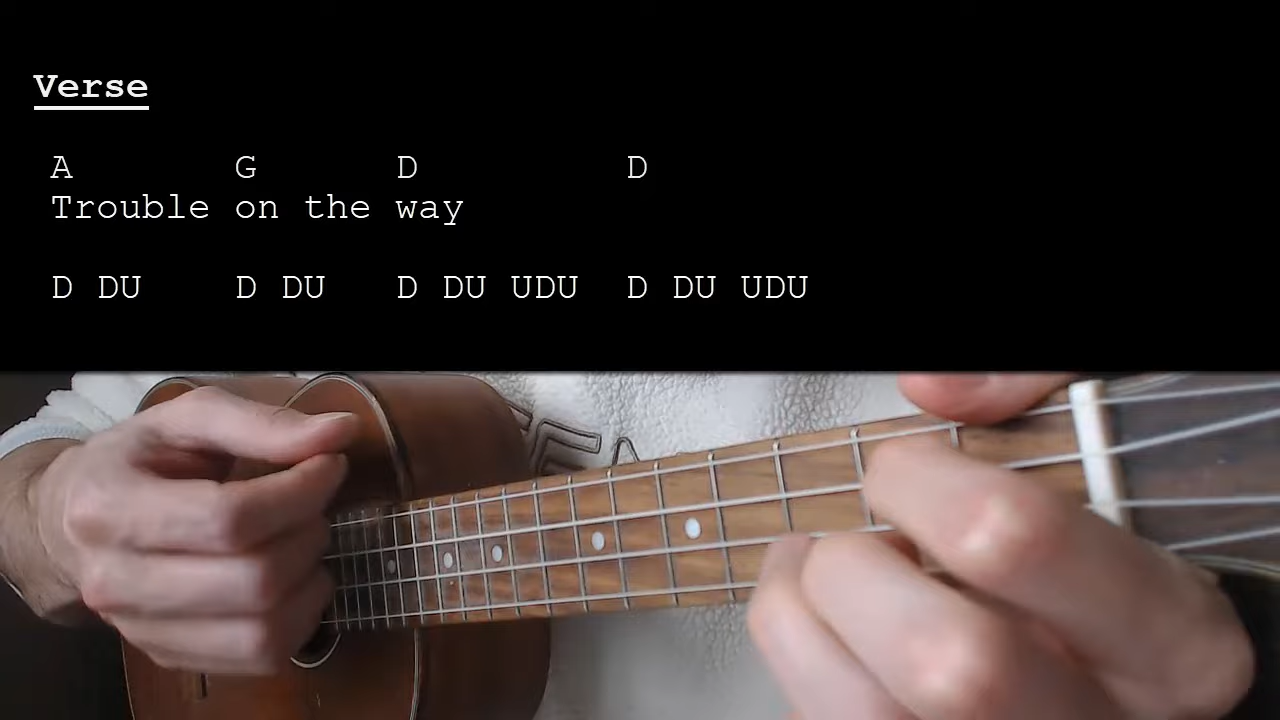 Verse
A G D D
Trouble on the way
D DU D DU D DU UDU D DU UDU